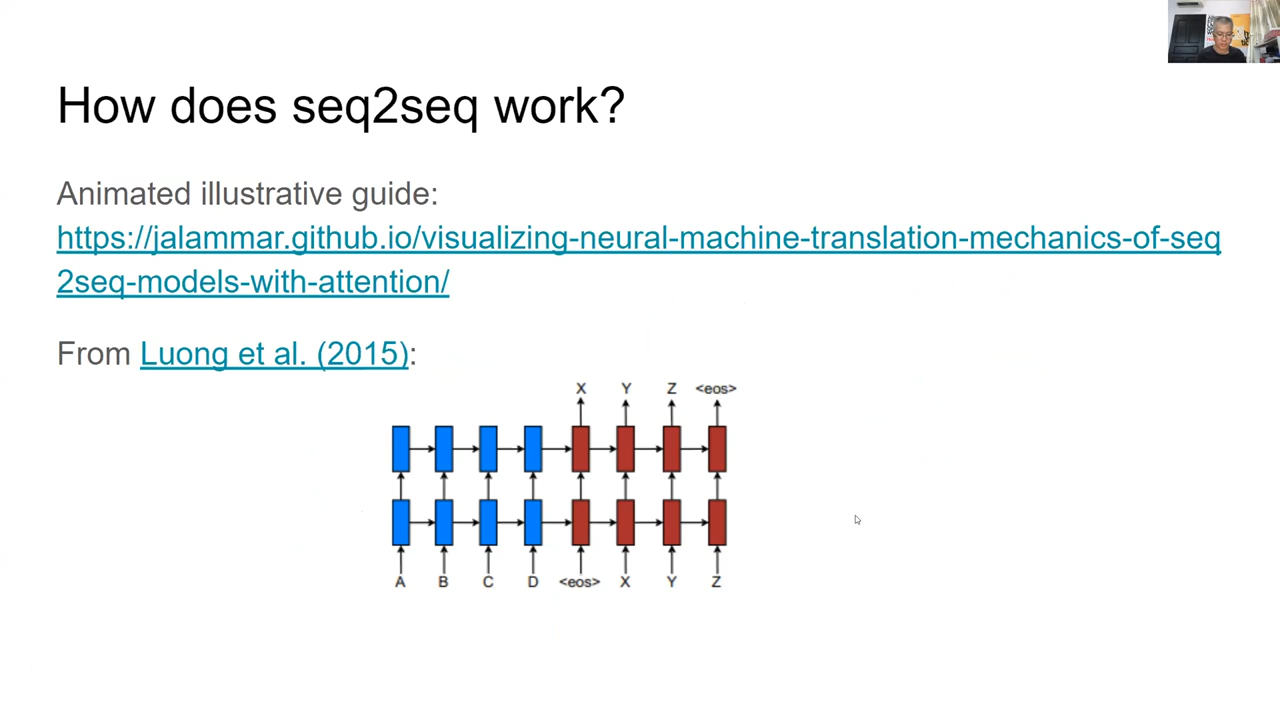 How does seq2seq work?
Animated illustrative guide:
https://jalammar.github.io/visualizing-neural-machine-translation-mechanics-of-seq
2seq-models-with-attention/
From Luong et al. (2015):
X Y Z <eos>
A B C D <eos> X Y Z